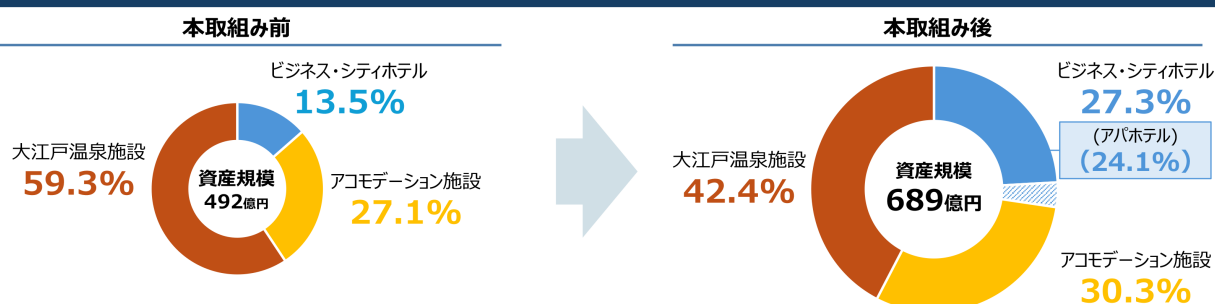 本取組み前
ビジネス・シティホテル
13.5%
大江戸温泉施設
59.3%
資産規模
492億円
アコモデーション施設
27.1%
本取組み後
ビジネス・シティホテル
27.3%
(アパホテル)
（24.1%）
大江戸温泉施設
42.4%
資産規模
689億円
アコモデーション施設
30.3%